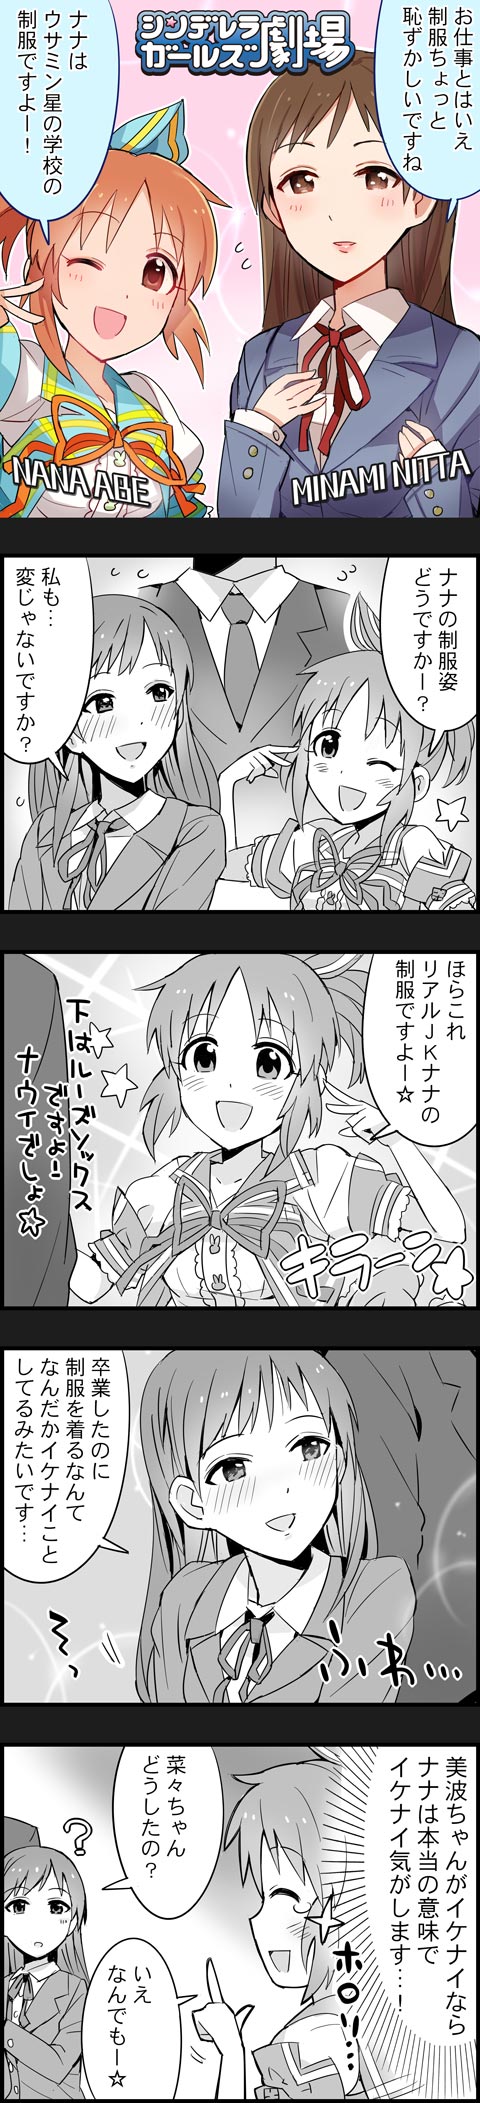 シンデレラ
ガールズ劇場
お仕事とはいえ
制服ちょっと
恥ずかしいですね
ナナは
ウサミン星の学校の
制服ですよー！
NANA ABE
MINAMI NITTA
ナナの制服姿
どうですかー？
私も…
変じゃないですか？
ほらこれ
リアルJKナナの
制服ですよー☆
キラーン☆
下はルーズソックス
ですよー
ナウイでしょ☆
卒業したのに
制服を着るなんて
なんだかイケナイこと
してるみたいです…
ふわ…
美波ちゃんがイケナイなら
ナナは本当の意味で
イケナイ気がします…！
ホロリ…
菜々ちゃん
どうしたの？
？
いえ
なんでもー☆